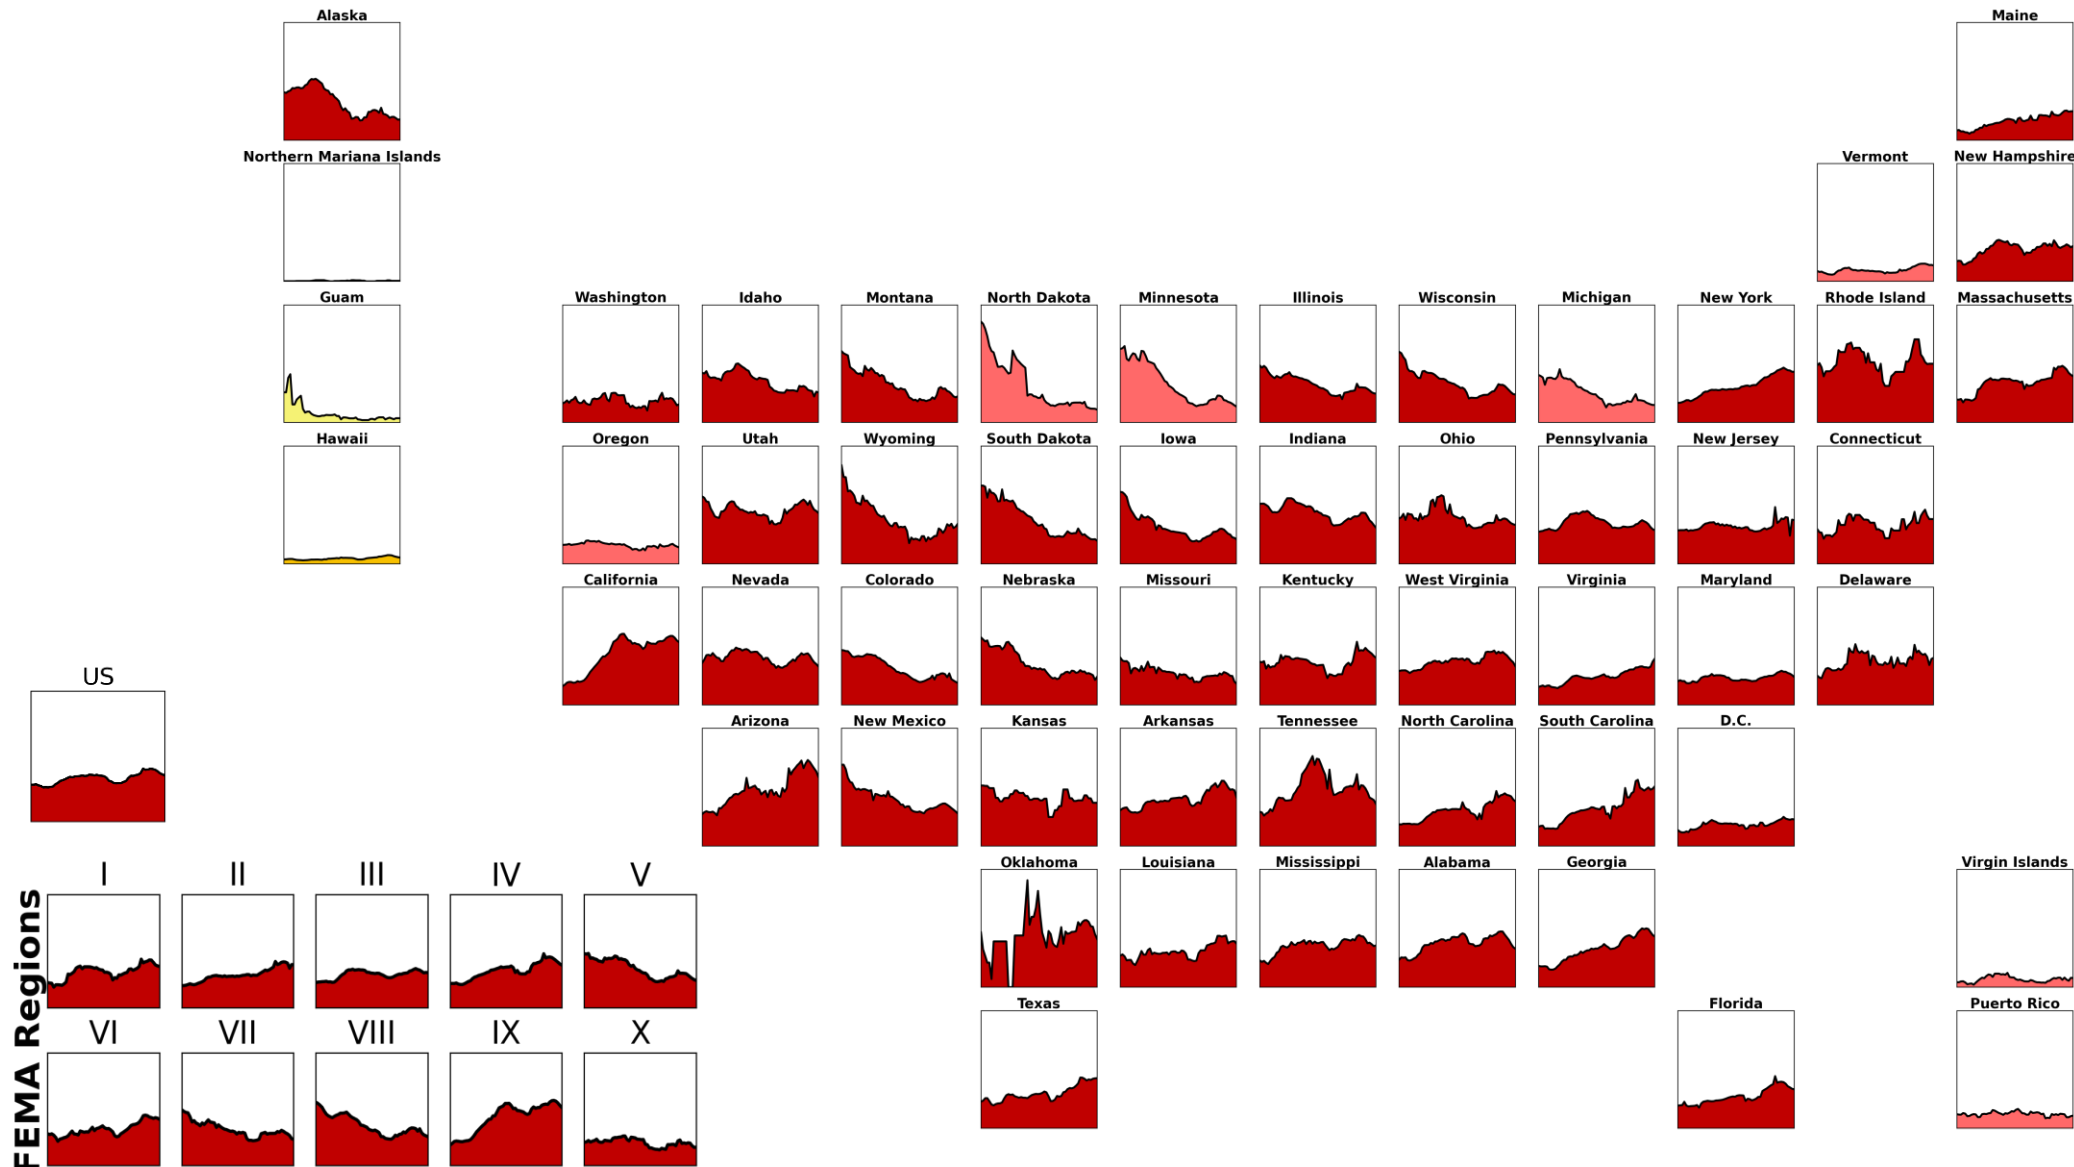 Alaska
Maine
Northern Mariana Islands
Vermont
New Hampshire
Guam
Washington
Idaho
Montana
North Dakota
Minnesota
Illinois
Wisconsin
Michigan
New York
Rhode Island
Massachusetts
Hawaii
Oregon
Utah
Wyoming
South Dakota
Iowa
Indiana
Ohio
Pennsylvania
New Jersey
Connecticut
California
Nevada
Colorado
Nebraska
Missouri
Kentucky
West Virginia
Virginia
Maryland
Delaware
US
Arizona
New Mexico
Kansas
Arkansas
Tennessee
North Carolina
South Carolina
D.C.
Oklahoma
Louisiana
Mississippi
Alabama
Georgia
Virgin Islands
Texas
Florida
Puerto Rico
FEMA Regions
I
II
III
IV
V
VI
VII
VIII
IX
X